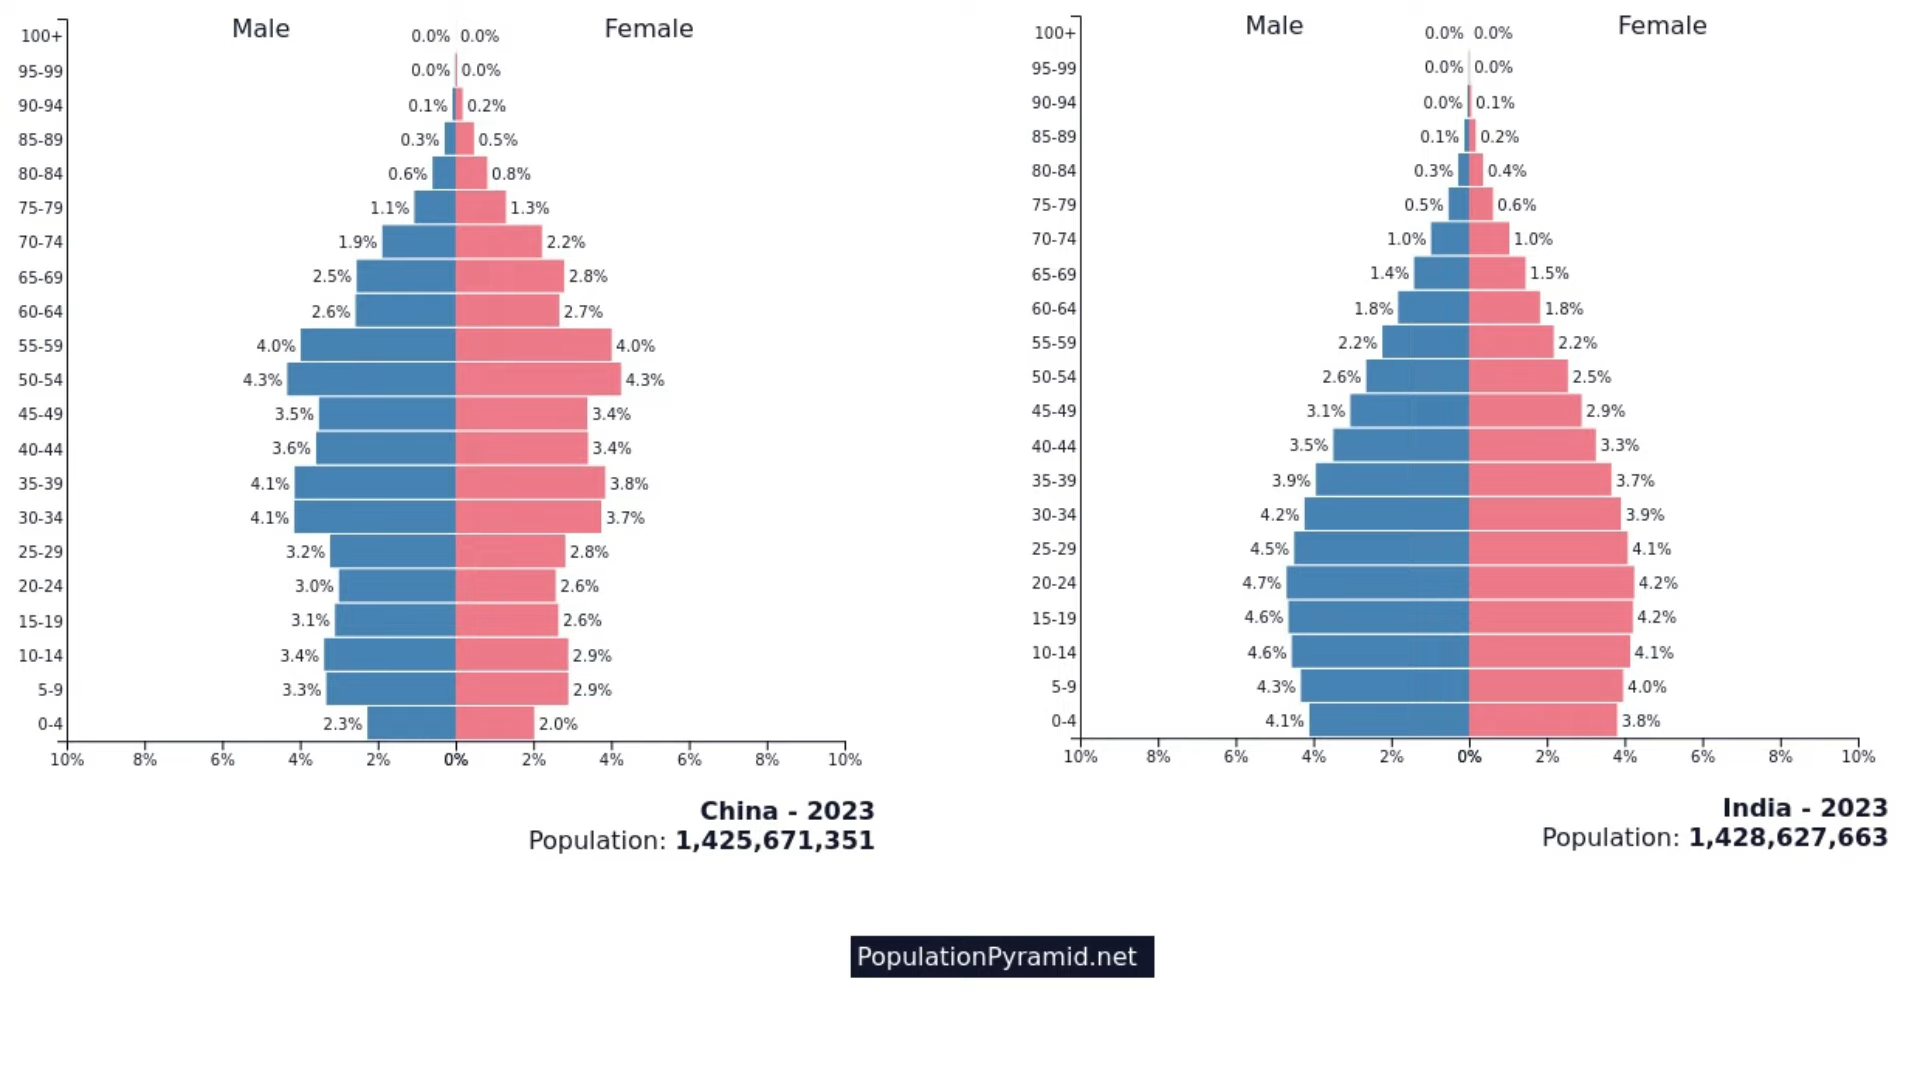 Male Female
100+ 0.0% 0.0%
95-99 0.0% 0.0%
90-94 0.1% 0.2%
85-89 0.3% 0.5%
80-84 0.6% 0.8%
75-79 1.1% 1.3%
70-74 1.9% 2.2%
65-69 2.5% 2.8%
60-64 2.6% 2.7%
55-59 4.0% 4.0%
50-54 4.3% 4.3%
45-49 3.5% 3.4%
40-44 3.6% 3.4%
35-39 4.1% 3.8%
30-34 4.1% 3.7%
25-29 3.2% 2.8%
20-24 3.0% 2.6%
15-19 3.1% 2.6%
10-14 3.4% 2.9%
5-9 3.3% 2.9%
0-4 2.3% 2.0%
10% 8% 6% 4% 2% 0% 2% 4% 6% 8% 10%
China - 2023
Population: 1,425,671,351
Male Female
100+ 0.0% 0.0%
95-99 0.0% 0.0%
90-94 0.0% 0.1%
85-89 0.1% 0.2%
80-84 0.3% 0.4%
75-79 0.5% 0.6%
70-74 1.0% 1.0%
65-69 1.4% 1.5%
60-64 1.8% 1.8%
55-59 2.2% 2.2%
50-54 2.6% 2.5%
45-49 3.1% 2.9%
40-44 3.5% 3.3%
35-39 3.9% 3.7%
30-34 4.2% 3.9%
25-29 4.5% 4.1%
20-24 4.7% 4.2%
15-19 4.6% 4.2%
10-14 4.6% 4.1%
5-9 4.3% 4.0%
0-4 4.1% 3.8%
10% 8% 6% 4% 2% 0% 2% 4% 6% 8% 10%
India - 2023
Population: 1,428,627,663
PopulationPyramid.net